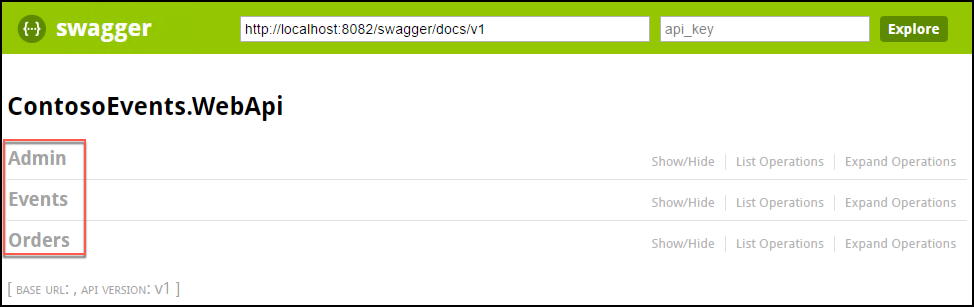 {··} swagger http://localhost:8082/swagger/docs/v1 api_key Explore
ContosoEvents.WebApi
Admin Show/Hide List Operations Expand Operations
Events Show/Hide List Operations Expand Operations
Orders Show/Hide List Operations Expand Operations
[ BASE URL: , API VERSION: v1 ]